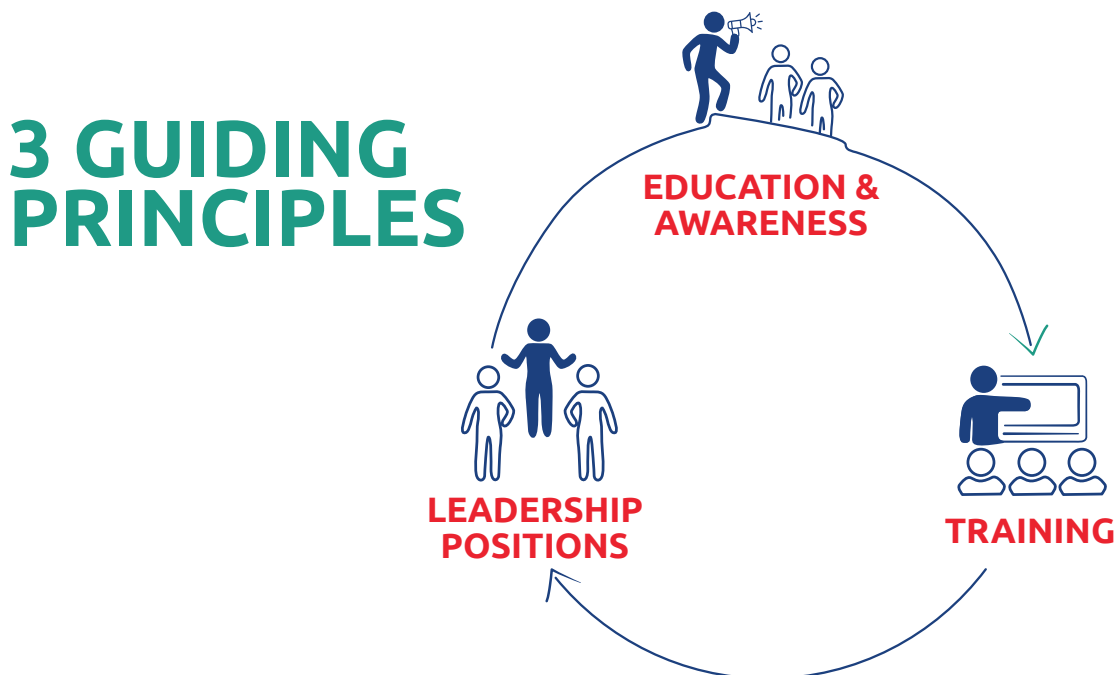 3 GUIDING
PRINCIPLES
EDUCATION &
AWARENESS
LEADERSHIP
POSITIONS
TRAINING